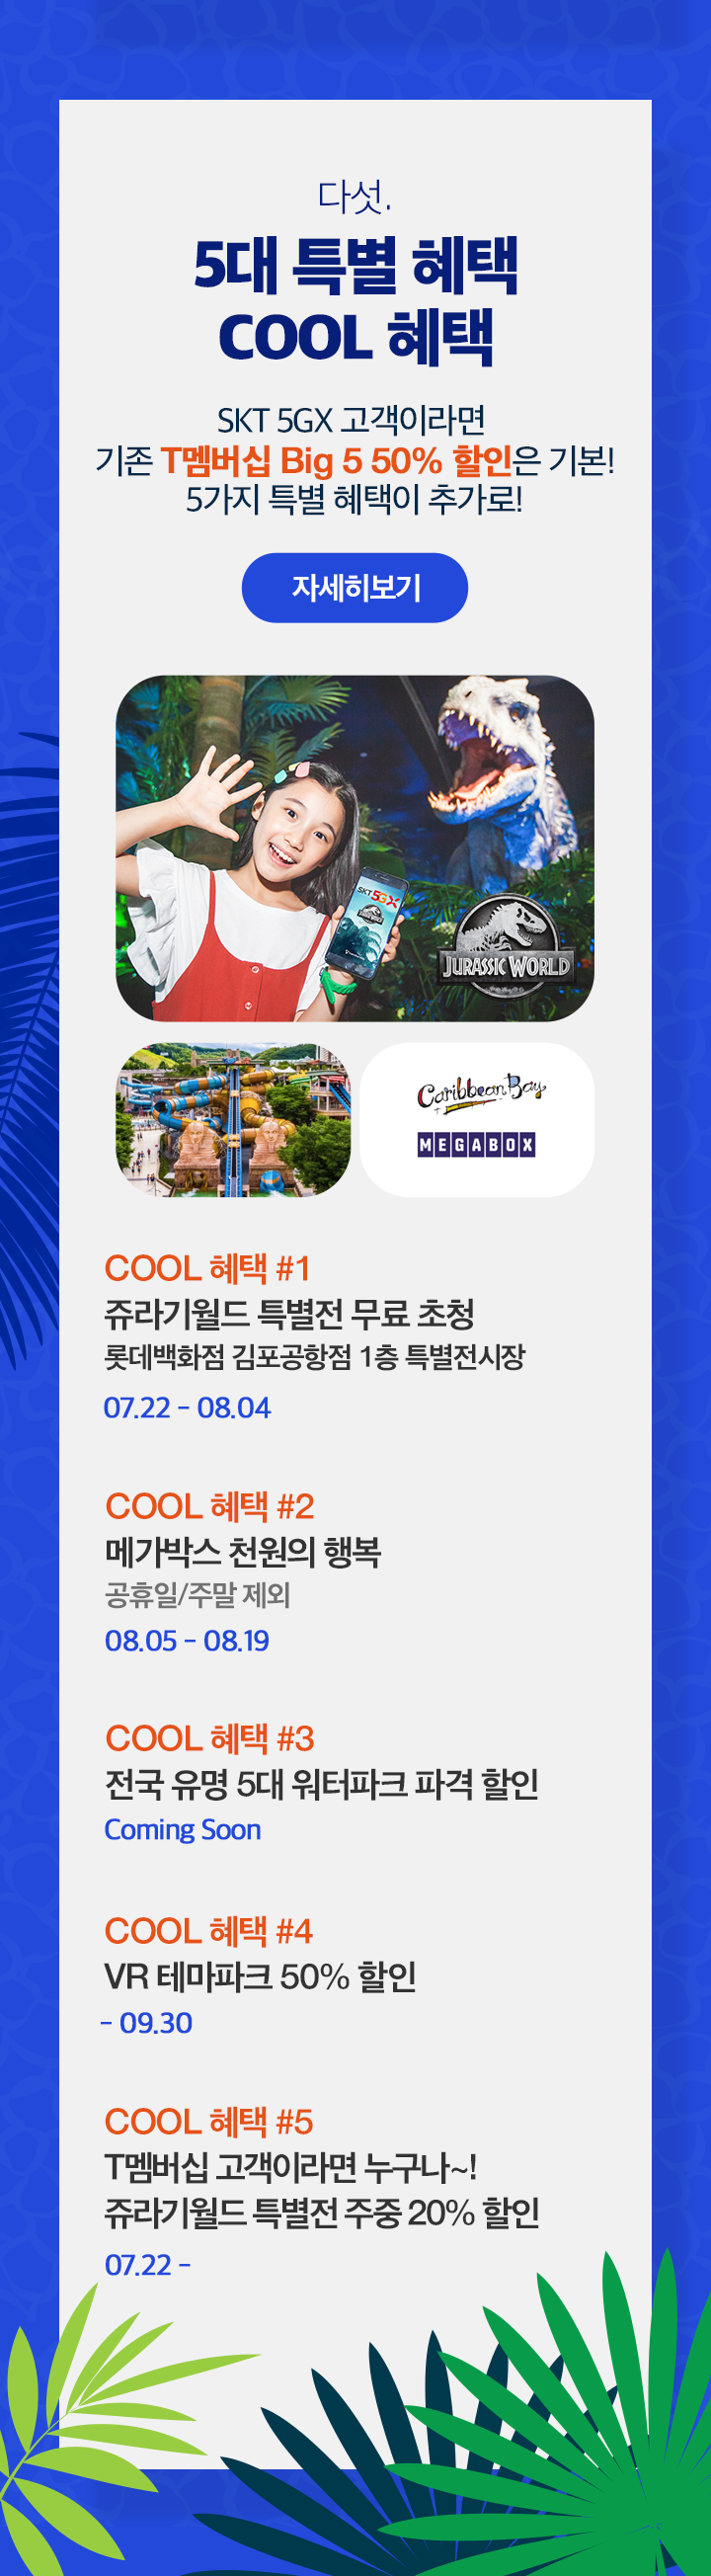 다섯.
5대 특별 혜택
COOL 혜택
SKT 5GX 고객이라면
기존 T멤버십 Big 5 50% 할인은 기본!
5가지 특별 혜택이 추가로!
자세히보기
SKT 5GX
JURASSIC WORLD
JURASSIC WORLD
Caribbean Bay
MEGABOX
COOL 혜택 #1
쥬라기월드 특별전 무료 초청
롯데백화점 김포공항점 1층 특별전시장
07.22 - 08.04
COOL 혜택 #2
메가박스 천원의 행복
공휴일/주말 제외
08.05 - 08.19
COOL 혜택 #3
전국 유명 5대 워터파크 파격 할인
Coming Soon
COOL 혜택 #4
VR 테마파크 50% 할인
- 09.30
COOL 혜택 #5
T멤버십 고객이라면 누구나~!
쥬라기월드 특별전 주중 20% 할인
07.22 -